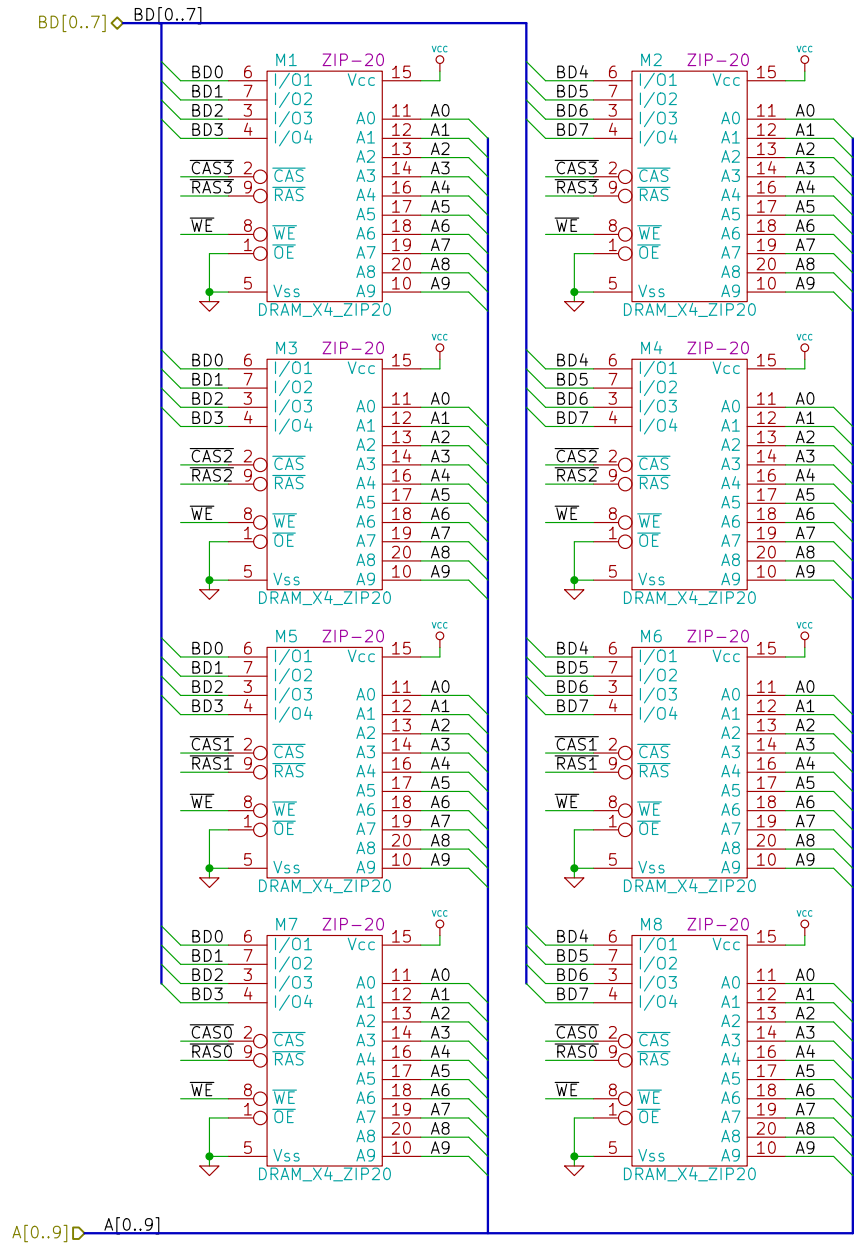 BD[0..7] BD[0..7]
M1 ZIP-20 VCC
BD0 6 I/O1 Vcc 15
BD1 7 I/O2
BD2 3 I/O3 A0 11 A0
BD3 4 I/O4 A1 12 A1
A2 13 A2
CAS3 2 CAS A3 14 A3
RAS3 9 RAS A4 16 A4
A5 17 A5
WE 8 WE A6 18 A6
1 OE A7 19 A7
A8 20 A8
5 Vss A9 10 A9
DRAM_X4_ZIP20
M2 ZIP-20 VCC
BD4 6 I/O1 Vcc 15
BD5 7 I/O2
BD6 3 I/O3 A0 11 A0
BD7 4 I/O4 A1 12 A1
A2 13 A2
CAS3 2 CAS A3 14 A3
RAS3 9 RAS A4 16 A4
A5 17 A5
WE 8 WE A6 18 A6
1 OE A7 19 A7
A8 20 A8
5 Vss A9 10 A9
DRAM_X4_ZIP20
M3 ZIP-20 VCC
BD0 6 I/O1 Vcc 15
BD1 7 I/O2
BD2 3 I/O3 A0 11 A0
BD3 4 I/O4 A1 12 A1
A2 13 A2
CAS2 2 CAS A3 14 A3
RAS2 9 RAS A4 16 A4
A5 17 A5
WE 8 WE A6 18 A6
1 OE A7 19 A7
A8 20 A8
5 Vss A9 10 A9
DRAM_X4_ZIP20
M4 ZIP-20 VCC
BD4 6 I/O1 Vcc 15
BD5 7 I/O2
BD6 3 I/O3 A0 11 A0
BD7 4 I/O4 A1 12 A1
A2 13 A2
CAS2 2 CAS A3 14 A3
RAS2 9 RAS A4 16 A4
A5 17 A5
WE 8 WE A6 18 A6
1 OE A7 19 A7
A8 20 A8
5 Vss A9 10 A9
DRAM_X4_ZIP20
M5 ZIP-20 VCC
BD0 6 I/O1 Vcc 15
BD1 7 I/O2
BD2 3 I/O3 A0 11 A0
BD3 4 I/O4 A1 12 A1
A2 13 A2
CAS1 2 CAS A3 14 A3
RAS1 9 RAS A4 16 A4
A5 17 A5
WE 8 WE A6 18 A6
1 OE A7 19 A7
A8 20 A8
5 Vss A9 10 A9
DRAM_X4_ZIP20
M6 ZIP-20 VCC
BD4 6 I/O1 Vcc 15
BD5 7 I/O2
BD6 3 I/O3 A0 11 A0
BD7 4 I/O4 A1 12 A1
A2 13 A2
CAS1 2 CAS A3 14 A3
RAS1 9 RAS A4 16 A4
A5 17 A5
WE 8 WE A6 18 A6
1 OE A7 19 A7
A8 20 A8
5 Vss A9 10 A9
DRAM_X4_ZIP20
M7 ZIP-20 VCC
BD0 6 I/O1 Vcc 15
BD1 7 I/O2
BD2 3 I/O3 A0 11 A0
BD3 4 I/O4 A1 12 A1
A2 13 A2
CAS0 2 CAS A3 14 A3
RAS0 9 RAS A4 16 A4
A5 17 A5
WE 8 WE A6 18 A6
1 OE A7 19 A7
A8 20 A8
5 Vss A9 10 A9
DRAM_X4_ZIP20
M8 ZIP-20 VCC
BD4 6 I/O1 Vcc 15
BD5 7 I/O2
BD6 3 I/O3 A0 11 A0
BD7 4 I/O4 A1 12 A1
A2 13 A2
CAS0 2 CAS A3 14 A3
RAS0 9 RAS A4 16 A4
A5 17 A5
WE 8 WE A6 18 A6
1 OE A7 19 A7
A8 20 A8
5 Vss A9 10 A9
DRAM_X4_ZIP20
A[0..9] A[0..9]